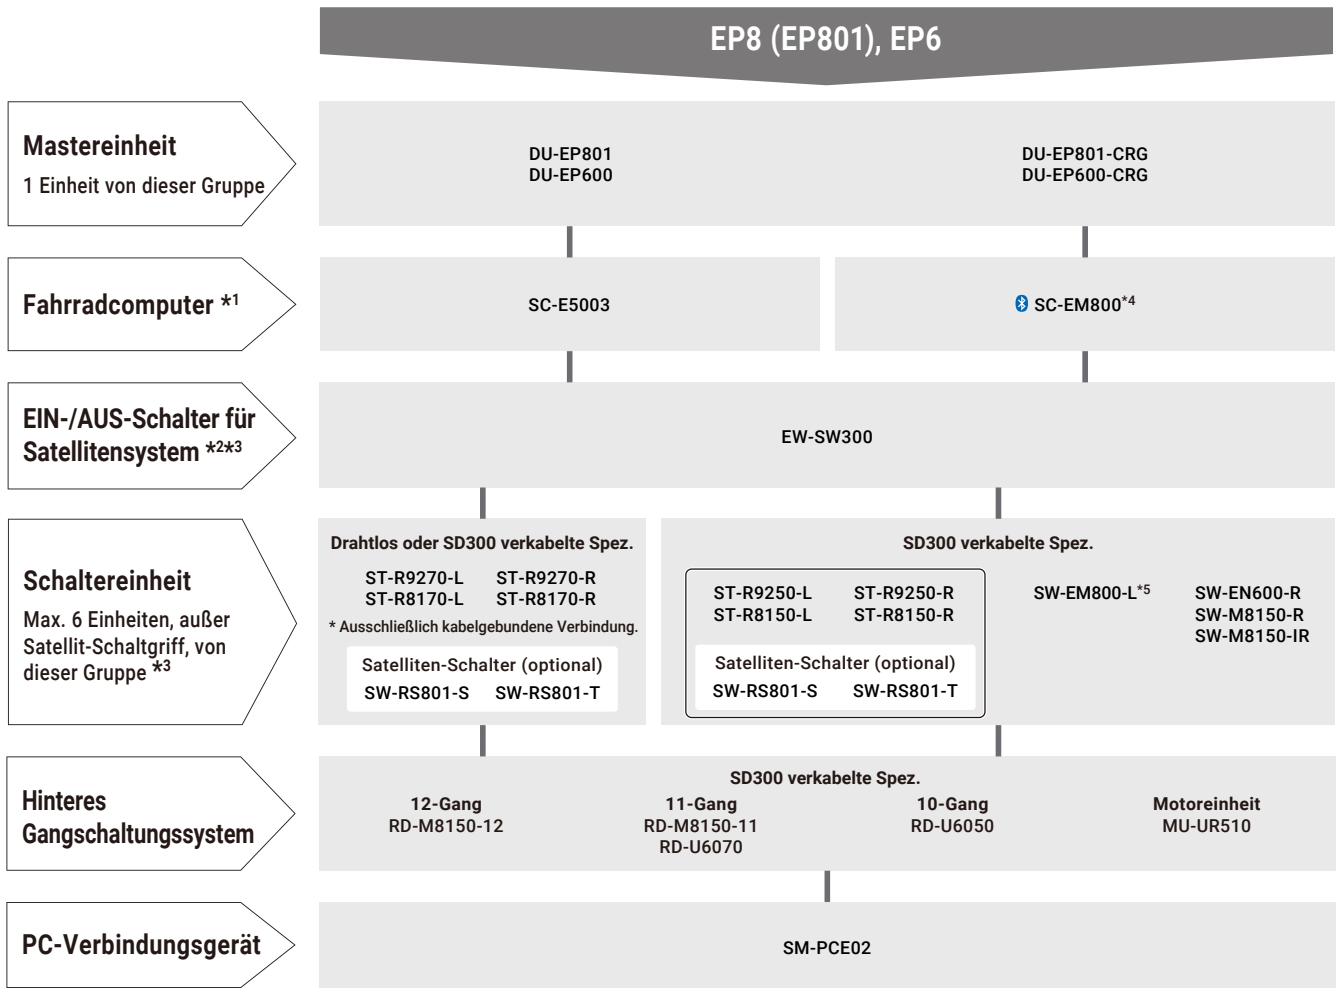 EP8 (EP801), EP6
Mastereinheit
1 Einheit von dieser Gruppe
DU-EP801
DU-EP600
DU-EP801-CRG
DU-EP600-CRG
Fahrradcomputer *1
SC-E5003
SC-EM800*4
EIN-/AUS-Schalter für
Satellitensystem *2*3
EW-SW300
Schaltereinheit
Max. 6 Einheiten, außer
Satellit-Schaltgriff, von
dieser Gruppe *3
Drahtlos oder SD300 verkabelte Spez.
ST-R9270-L ST-R9270-R
ST-R8170-L ST-R8170-R
* Ausschließlich kabelgebundene Verbindung.
Satelliten-Schalter (optional)
SW-RS801-S SW-RS801-T
SD300 verkabelte Spez.
ST-R9250-L ST-R9250-R
ST-R8150-L ST-R8150-R
Satelliten-Schalter (optional)
SW-RS801-S SW-RS801-T
SW-EM800-L*5
SW-EN600-R
SW-M8150-R
SW-M8150-IR
Hinteres
Gangschaltungssystem
SD300 verkabelte Spez.
12-Gang
RD-M8150-12
11-Gang
RD-M8150-11
RD-U6070
10-Gang
RD-U6050
Motoreinheit
MU-UR510
PC-Verbindungsgerät
SM-PCE02